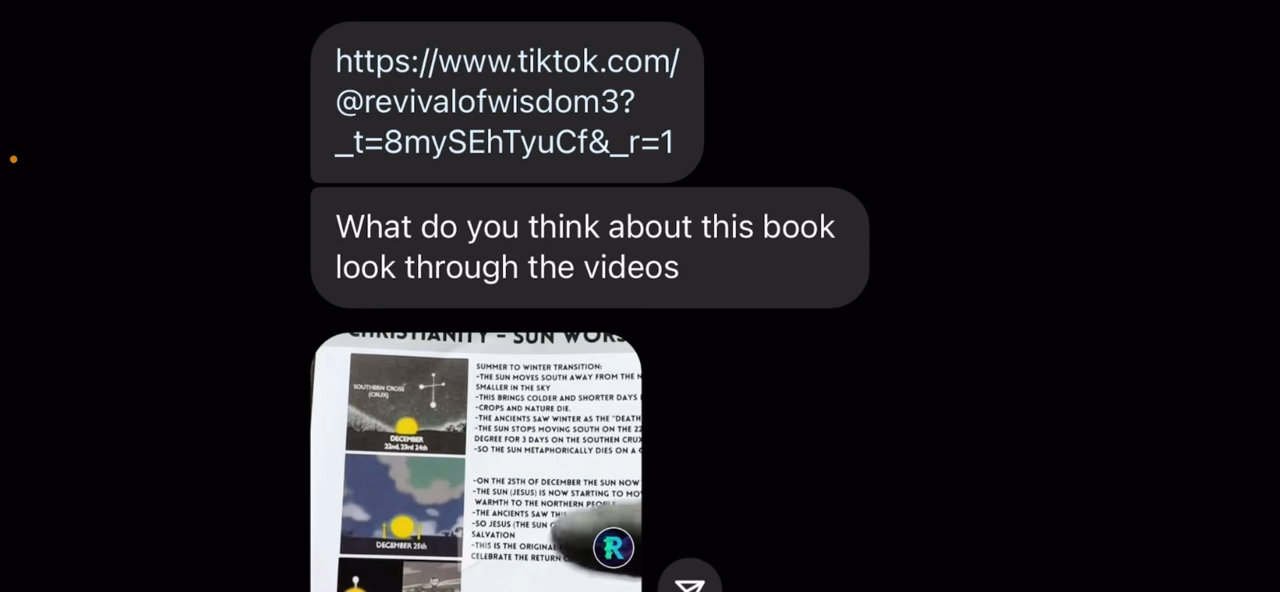 https://www.tiktok.com/
@revivalofwisdom3?
_t=8mySEhTyuCf&_r=1
What do you think about this book
look through the videos
CHRISTIANITY - SUN WORS
SOUTHERN CROSS
(CRUX)
DECEMBER
22nd, 23rd 24th
SUMMER TO WINTER TRANSITION:
-THE SUN MOVES SOUTH AWAY FROM THE N
SMALLER IN THE SKY
-THIS BRINGS COLDER AND SHORTER DAYS
-CROPS AND NATURE DIE.
-THE ANCIENTS SAW WINTER AS THE "DEATH
-THE SUN STOPS MOVING SOUTH ON THE 22
DEGREE FOR 3 DAYS ON THE SOUTHEN CRUX
-SO THE SUN METAPHORICALLY DIES ON A C
DECEMBER 25th
-ON THE 25TH OF DECEMBER THE SUN NOW
-THE SUN (JESUS) IS NOW STARTING TO MO
WARMTH TO THE NORTHERN
-THE ANCIENTS SAW
-SO JESUS (THE SUN
SALVATION
-THIS IS THE ORIGINAL
CELEBRATE THE RETURN
R